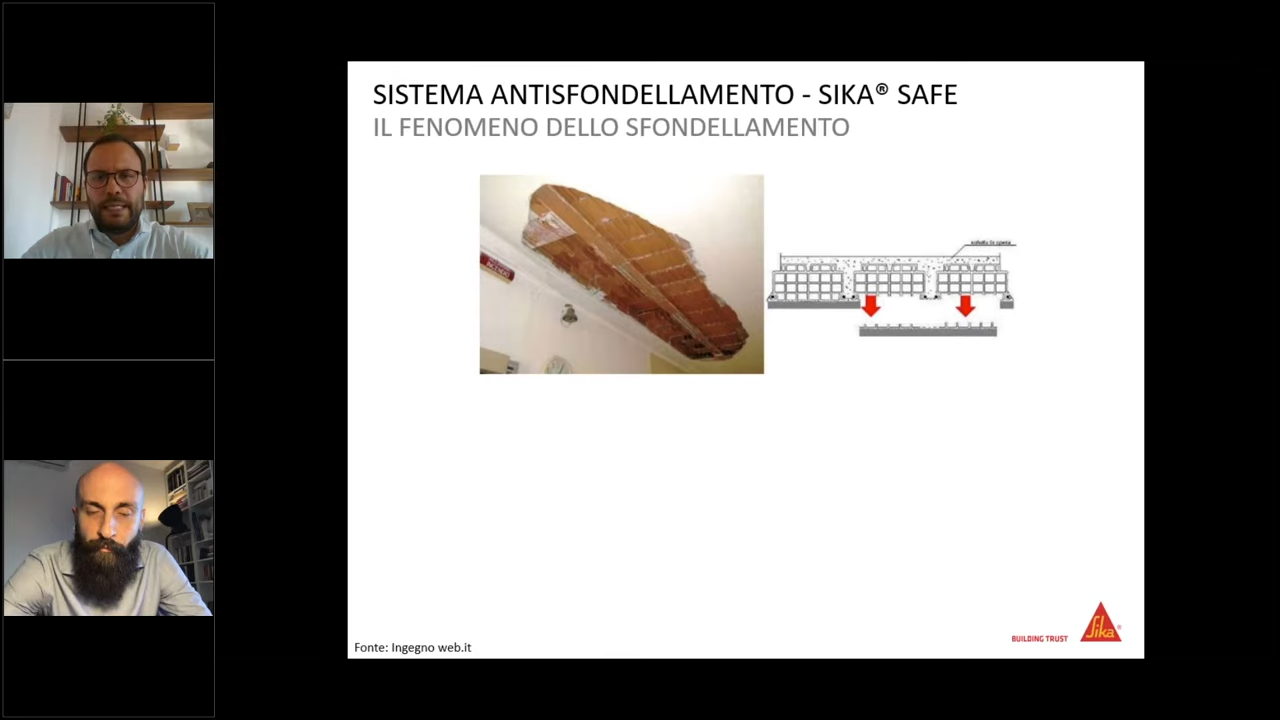 SISTEMA ANTISFONDELLAMENTO - SIKA® SAFE
IL FENOMENO DELLO SFONDELLAMENTO
BUILDING TRUST
Sika®
Fonte: Ingegno web.it